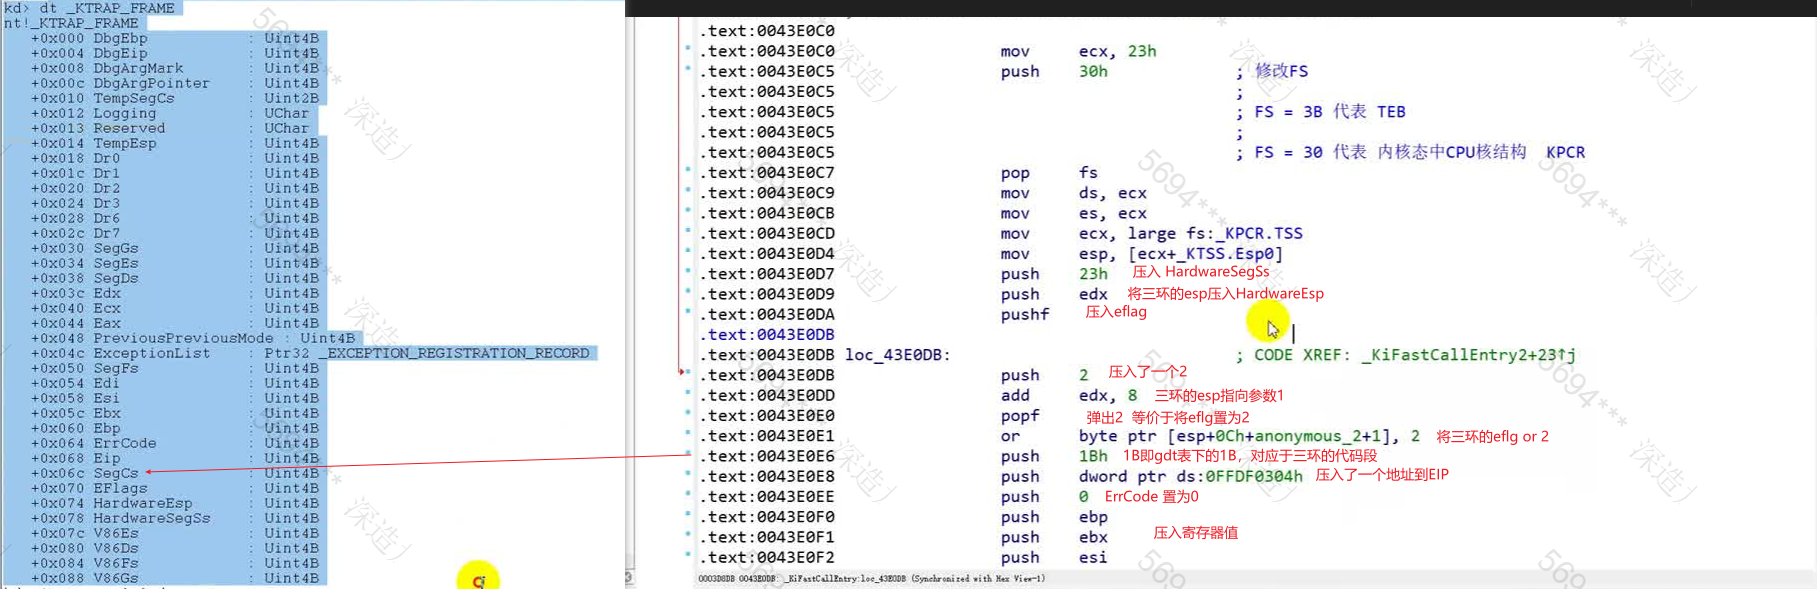 kd> dt _KTRAP_FRAME
nt!_KTRAP_FRAME
+0x000 DbgEbp : Uint4B
+0x004 DbgEip : Uint4B
+0x008 DbgArgMark : Uint4B
+0x00c DbgArgPointer : Uint4B
+0x010 TempSegCs : Uint2B
+0x012 Logging : UChar
+0x013 Reserved : UChar
+0x014 TempEsp : Uint4B
+0x018 Dr0 : Uint4B
+0x01c Dr1 : Uint4B
+0x020 Dr2 : Uint4B
+0x024 Dr3 : Uint4B
+0x028 Dr6 : Uint4B
+0x02c Dr7 : Uint4B
+0x030 SegGs : Uint4B
+0x034 SegEs : Uint4B
+0x038 SegDs : Uint4B
+0x03c Edx : Uint4B
+0x040 Ecx : Uint4B
+0x044 Eax : Uint4B
+0x048 PreviousPreviousMode : Uint4B
+0x04c ExceptionList : Ptr32 _EXCEPTION_REGISTRATION_RECORD
+0x050 SegFs : Uint4B
+0x054 Edi : Uint4B
+0x058 Esi : Uint4B
+0x05c Ebx : Uint4B
+0x060 Ebp : Uint4B
+0x064 ErrCode : Uint4B
+0x068 Eip : Uint4B
+0x06c SegCs : Uint4B
+0x070 EFlags : Uint4B
+0x074 HardwareEsp : Uint4B
+0x078 HardwareSegSs : Uint4B
+0x07c V86Es : Uint4B
+0x080 V86Ds : Uint4B
+0x084 V86Fs : Uint4B
+0x088 V86Gs : Uint4B
.text:0043E0C0
.text:0043E0C0 mov ecx, 23h
.text:0043E0C5 push 30h ; 修改FS
.text:0043E0C5 ;
.text:0043E0C5 ; FS = 3B 代表 TEB
.text:0043E0C5 ;
.text:0043E0C5 ; FS = 30 代表 内核态中CPU核结构 KPCR
.text:0043E0C7 pop fs
.text:0043E0C9 mov ds, ecx
.text:0043E0CB mov es, ecx
.text:0043E0CD mov ecx, large fs:_KPCR.TSS
.text:0043E0D4 mov esp, [ecx+_KTSS.Esp0]
.text:0043E0D7 push 23h 压入 HardwareSegSs
.text:0043E0D9 push edx 将三环的esp压入HardwareEsp
.text:0043E0DA pushf 压入eflag
.text:0043E0DB
.text:0043E0DB loc_43E0DB: ; CODE XREF: _KiFastCallEntry2+23↑j
.text:0043E0DB push 2 压入了一个2
.text:0043E0DD add edx, 8 三环的esp指向参数1
.text:0043E0E0 popf 弹出2 等价于将eflg置为2
.text:0043E0E1 or byte ptr [esp+0Ch+anonymous_2+1], 2 将三环的eflg or 2
.text:0043E0E6 push 1Bh 1B即gdt表下的1B，对应于三环的代码段
.text:0043E0E8 push dword ptr ds:0FFDF0304h 压入了一个地址到EIP
.text:0043E0EE push 0 ErrCode 置为0
.text:0043E0F0 push ebp
.text:0043E0F1 push ebx 压入寄存器值
.text:0043E0F2 push esi
0003D8DB 0043E0DB: _KiFastCallEntry:loc_43E0DB (Synchronized with Hex View-1)